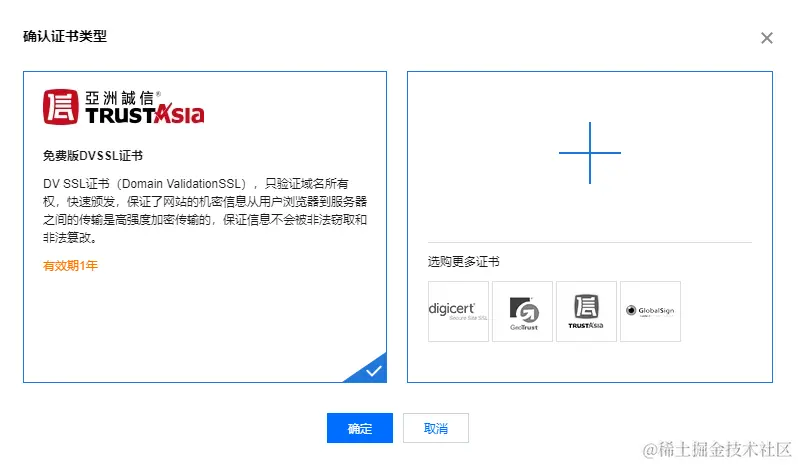 确认证书类型
亞洲誠信®
TRUSTASIA
免费版DVSSL证书
DV SSL证书（Domain ValidationSSL），只验证域名所有
权，快速颁发，保证了网站的机密信息从用户浏览器到服务器
之间的传输是高强度加密传输的，保证信息不会被非法窃取和
非法篡改。
有效期1年
选购更多证书
digicert
Secure Site SSL
GeoTrust
TRUSTASIA
GlobalSign
确定
取消
@稀土掘金技术社区